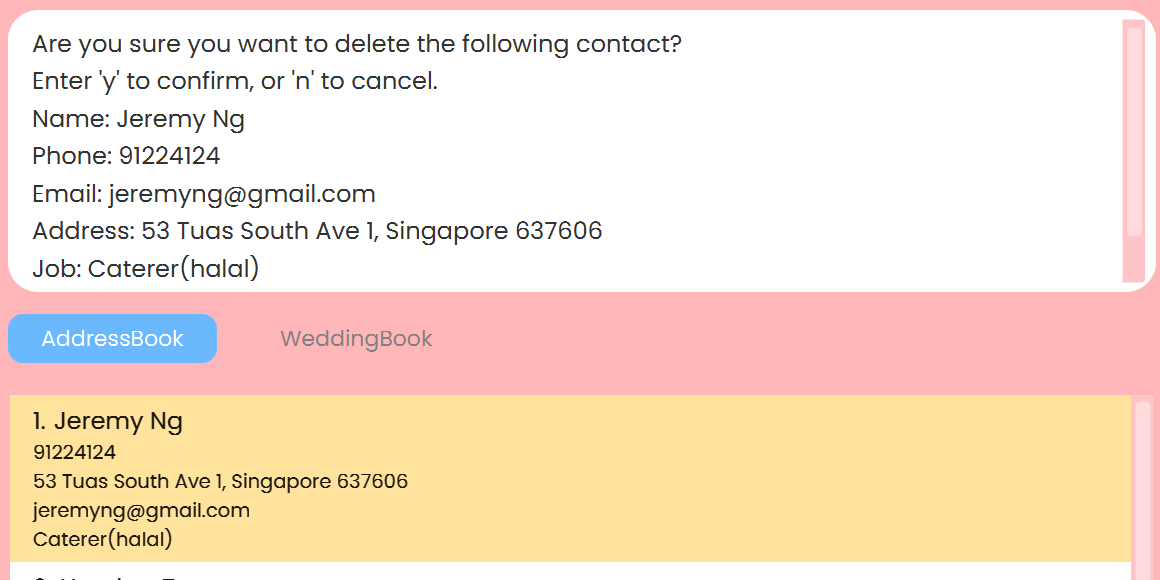 Are you sure you want to delete the following contact?
Enter 'y' to confirm, or 'n' to cancel.
Name: Jeremy Ng
Phone: 91224124
Email: jeremyng@gmail.com
Address: 53 Tuas South Ave 1, Singapore 637606
Job: Caterer(halal)
AddressBook WeddingBook
1. Jeremy Ng
91224124
53 Tuas South Ave 1, Singapore 637606
jeremyng@gmail.com
Caterer(halal)